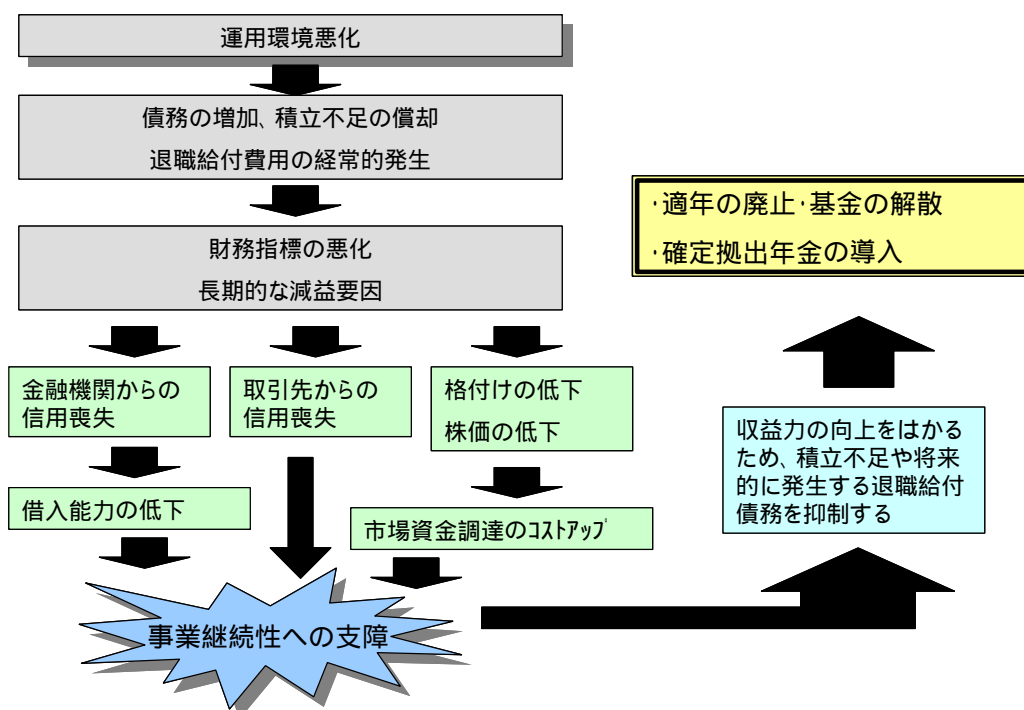 運用環境悪化
債務の増加、積立不足の償却
退職給付費用の経常的発生
財務指標の悪化
長期的な減益要因
金融機関からの
信用喪失
取引先からの
信用喪失
格付けの低下
株価の低下
借入能力の低下
市場資金調達のｺｽﾄｱｯﾌﾟ
事業継続性への支障
収益力の向上をはかる
ため、積立不足や将来
的に発生する退職給付
債務を抑制する
･適年の廃止･基金の解散
･確定拠出年金の導入